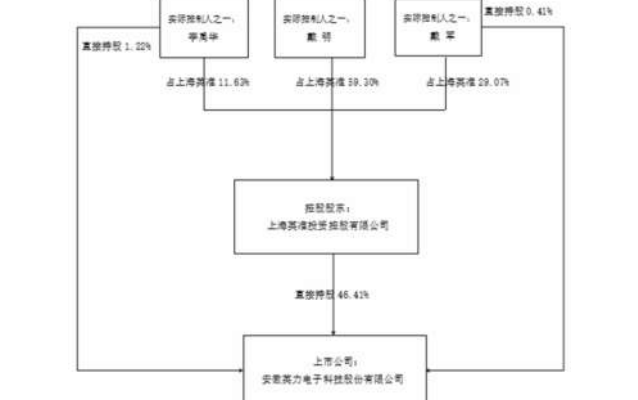 直接持股 0.41%
实际控制人之一：
实际控制人之一：
实际控制人之一：
李禹华
戴 明
戴 军
直接持股 1.22%
占上海英准 11.63%
占上海英准 59.30%
占上海英准 29.07%
控股股东：
上海英准投资控股有限公司
直接持股 46.41%
上市公司：
安徽英力电子科技股份有限公司